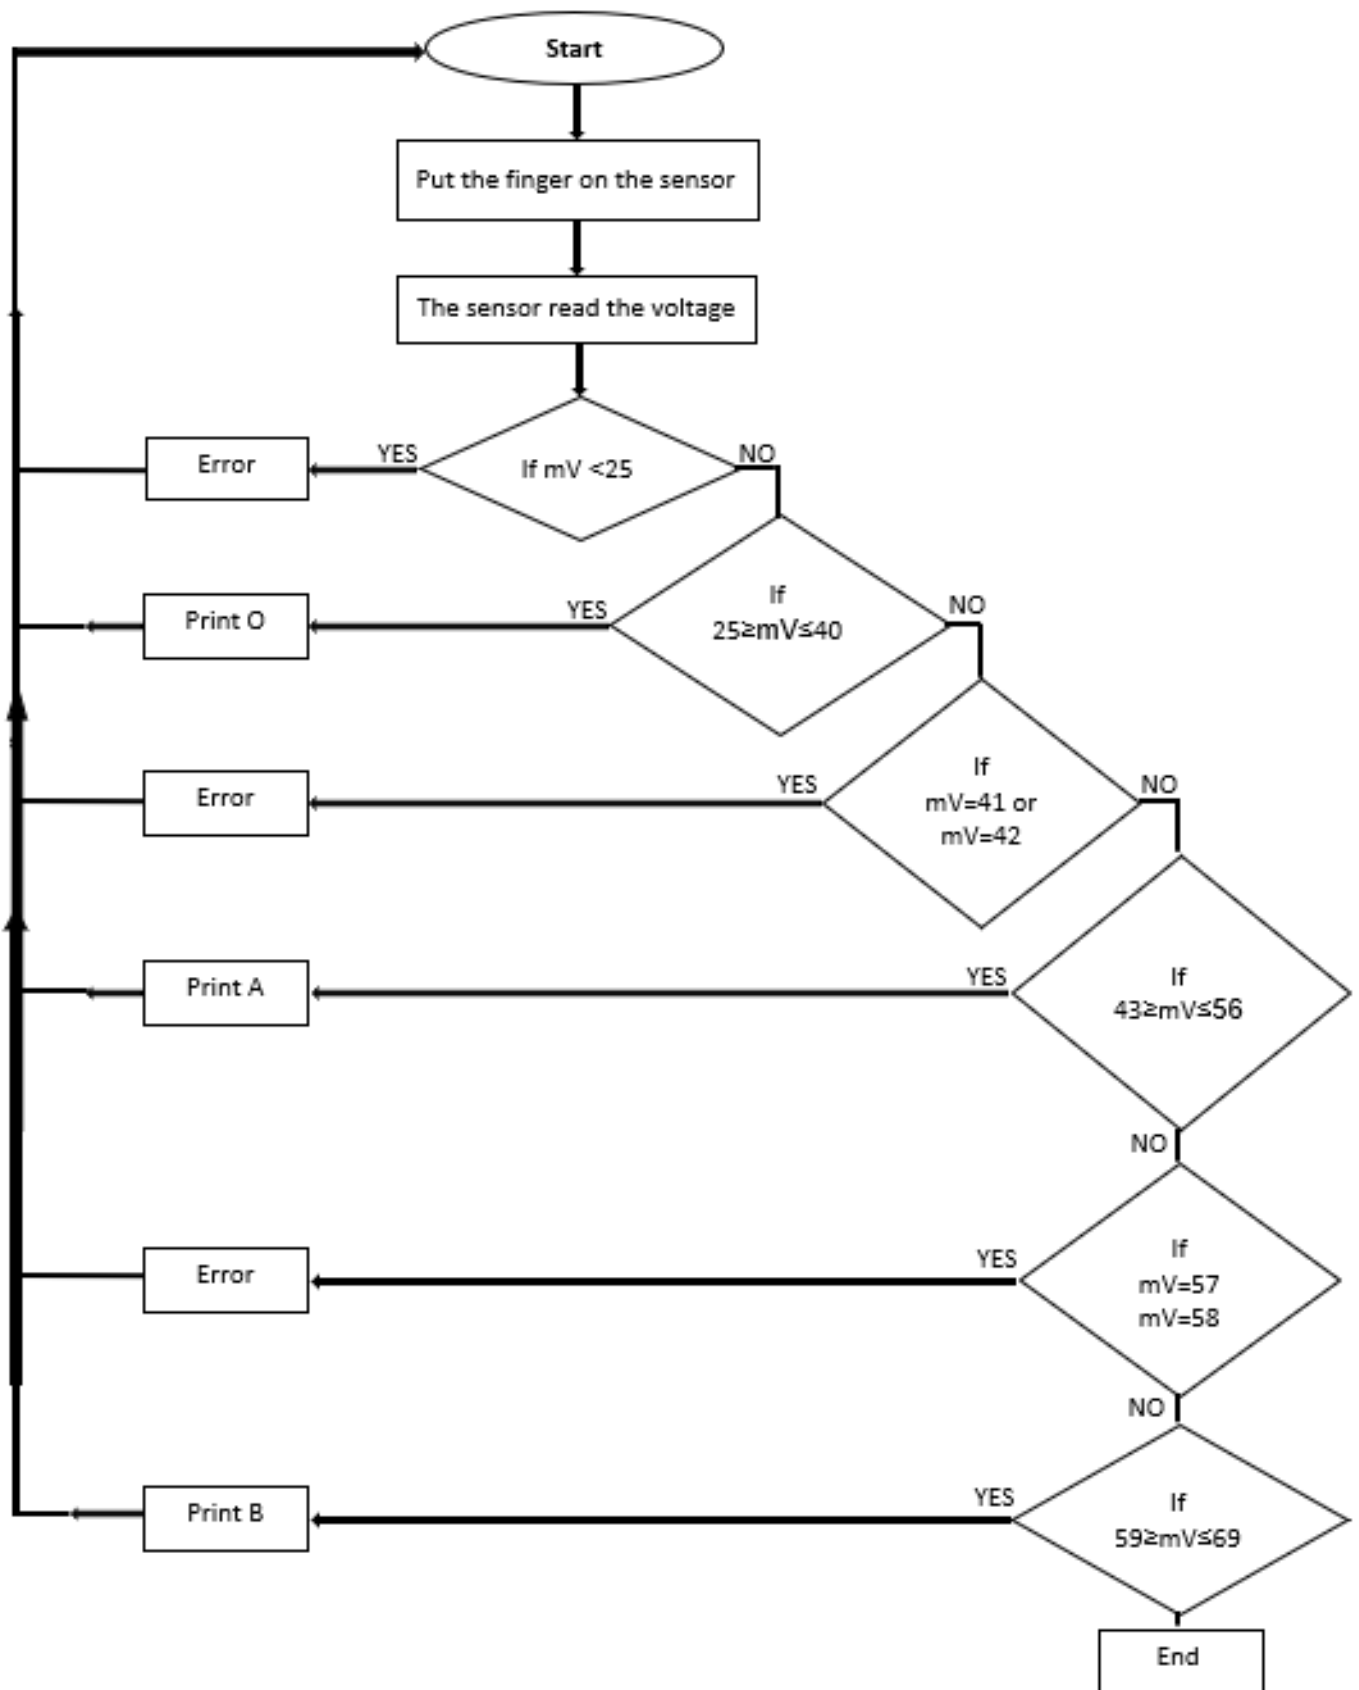 Start
Put the finger on the sensor
The sensor read the voltage
YES
NO
Error
If mV <25
YES
NO
Print O
If
25≥mV≤40
YES
NO
Error
If
mV=41 or
mV=42
YES
Print A
If
43≥mV≤56
NO
YES
Error
If
mV=57
mV=58
NO
YES
Print B
If
59≥mV≤69
End